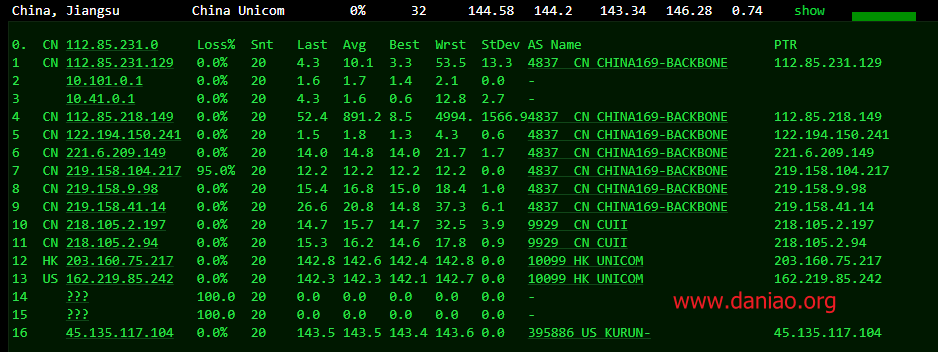 China, Jiangsu China Unicom 0% 32 144.58 144.2 143.34 146.28 0.74 show
0. CN 112.85.231.0 Loss% Snt Last Avg Best Wrst StDev AS Name PTR
1 CN 112.85.231.129 0.0% 20 4.3 10.1 3.3 53.5 13.3 4837 CN CHINA169-BACKBONE 112.85.231.129
2 10.101.0.1 0.0% 20 1.6 1.7 1.4 2.1 0.0 -
3 10.41.0.1 0.0% 20 4.3 1.6 0.6 12.8 2.7 -
4 CN 112.85.218.149 0.0% 20 52.4 891.2 8.5 4994. 1566.94837 CN CHINA169-BACKBONE 112.85.218.149
5 CN 122.194.150.241 0.0% 20 1.5 1.8 1.3 4.3 0.6 4837 CN CHINA169-BACKBONE 122.194.150.241
6 CN 221.6.209.149 0.0% 20 14.0 14.8 14.0 21.7 1.7 4837 CN CHINA169-BACKBONE 221.6.209.149
7 CN 219.158.104.217 95.0% 20 12.2 12.2 12.2 12.2 0.0 4837 CN CHINA169-BACKBONE 219.158.104.217
8 CN 219.158.9.98 0.0% 20 15.4 16.8 15.0 18.4 1.0 4837 CN CHINA169-BACKBONE 219.158.9.98
9 CN 219.158.41.14 0.0% 20 26.6 20.8 14.8 37.3 6.1 4837 CN CHINA169-BACKBONE 219.158.41.14
10 CN 218.105.2.197 0.0% 20 14.7 15.7 14.7 32.5 3.9 9929 CN CUII 218.105.2.197
11 CN 218.105.2.94 0.0% 20 15.3 16.2 14.6 17.8 0.9 9929 CN CUII 218.105.2.94
12 HK 203.160.75.217 0.0% 20 142.8 142.6 142.4 142.8 0.0 10099 HK UNICOM 203.160.75.217
13 US 162.219.85.242 0.0% 20 142.3 142.3 142.1 142.7 0.0 10099 HK UNICOM 162.219.85.242
14 ??? 100.0 20 0.0 0.0 0.0 0.0 0.0 -
15 ??? 100.0 20 0.0 0.0 0.0 0.0 0.0 -
www.daniao.org
16 45.135.117.104 0.0% 20 143.5 143.5 143.4 143.6 0.0 395886 US KURUN- 45.135.117.104